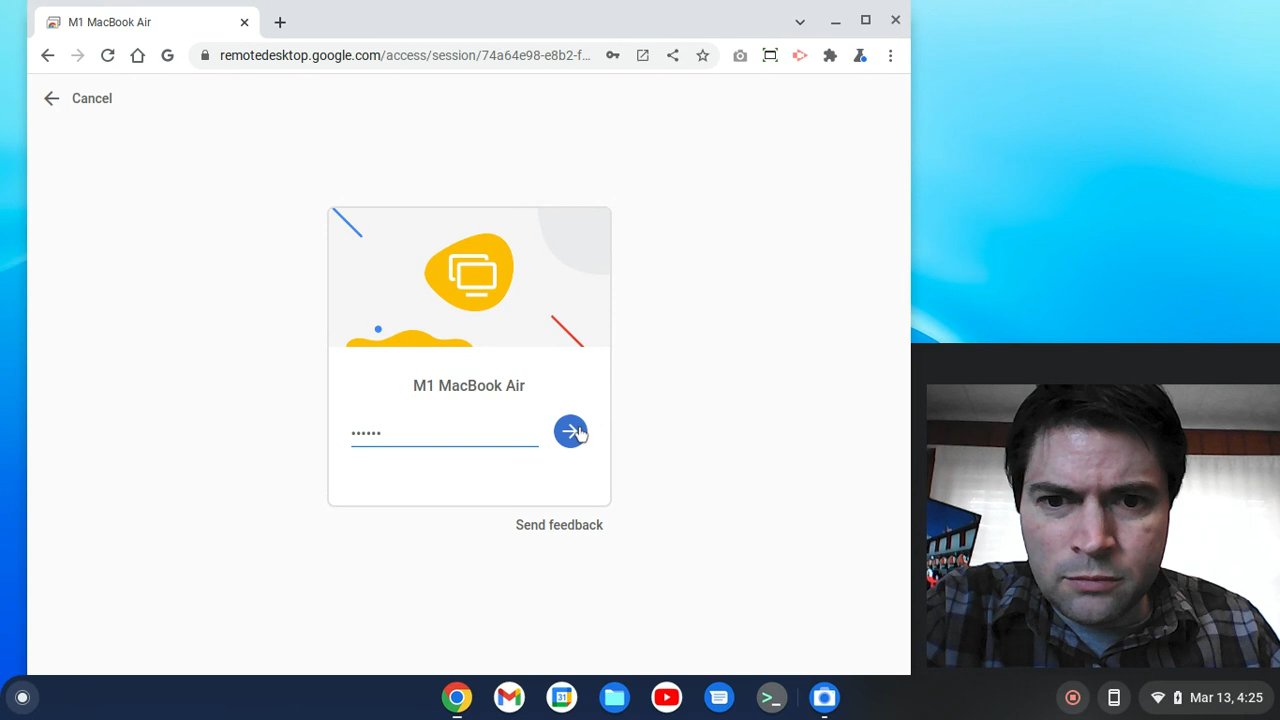 M1 MacBook Air
remotedesktop.google.com/access/session/74a64e98-e8b2-f...
Cancel
M1 MacBook Air
••••••
Send feedback
31
>_
Mar 13, 4:25